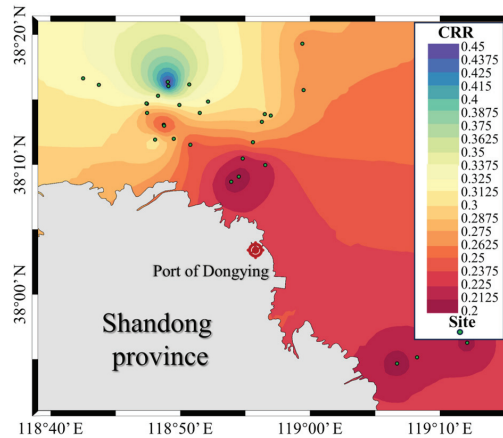 38°20′N
38°10′N
38°00′N
118°40′E
118°50′E
119°00′E
119°10′E
Port of Dongying
Shandong
province
CRR
0.45
0.4375
0.425
0.4125
0.4
0.3875
0.375
0.3625
0.35
0.3375
0.325
0.3125
0.3
0.2875
0.275
0.2625
0.25
0.2375
0.225
0.2125
0.2
Site